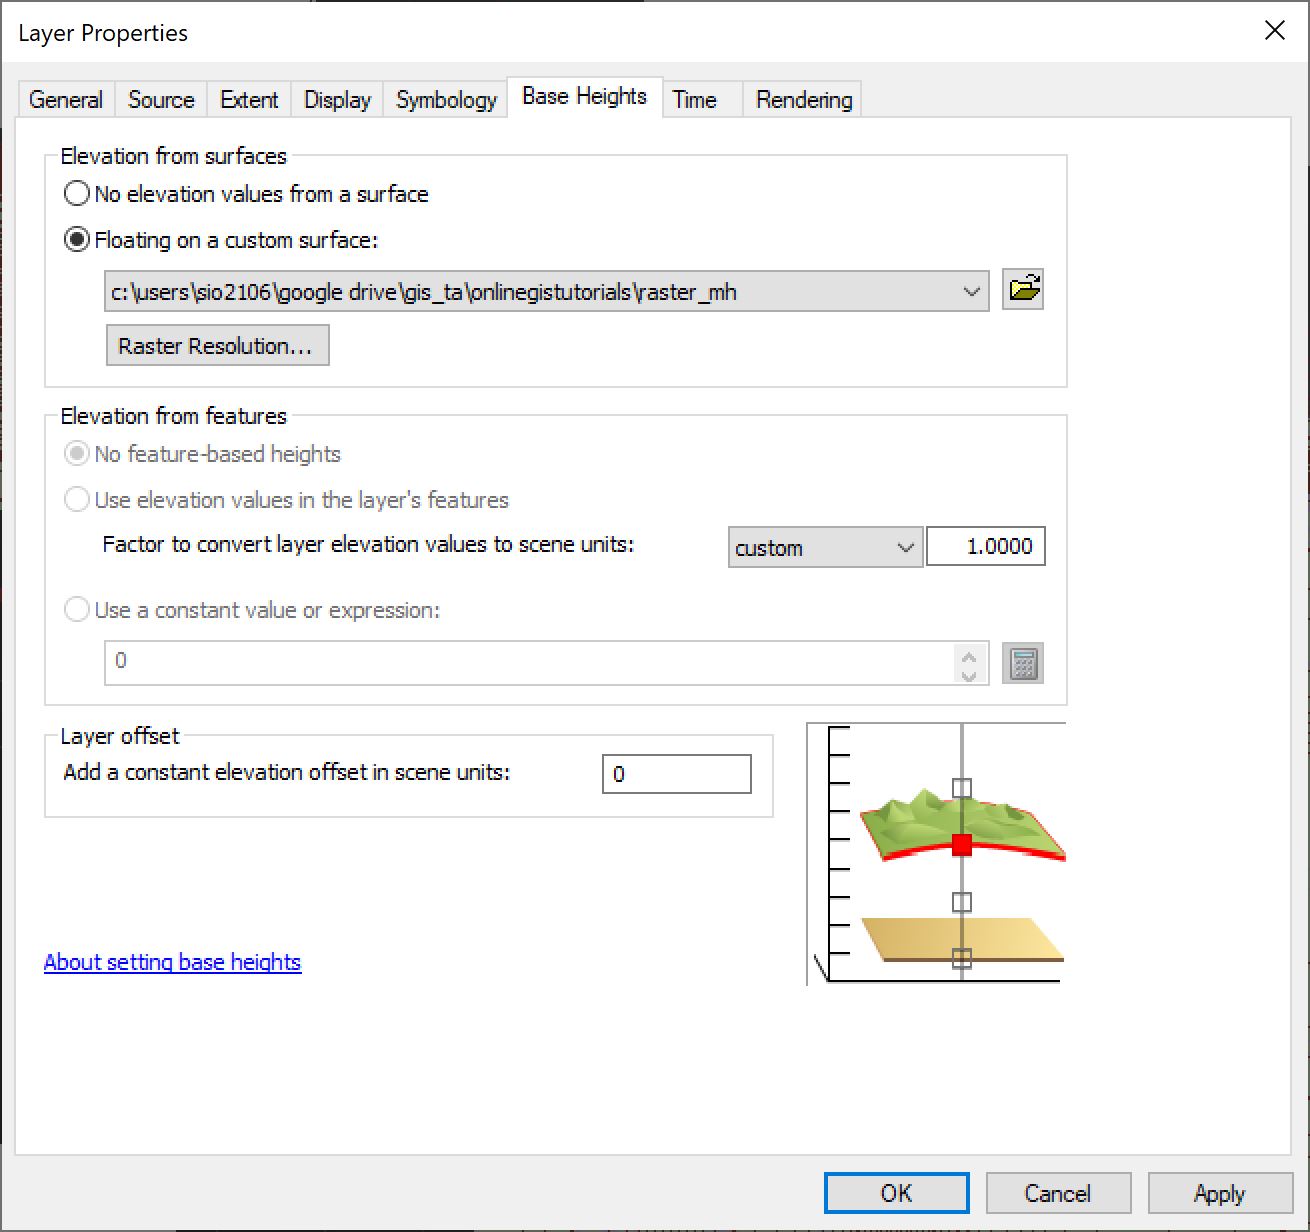 Layer Properties
General Source Extent Display Symbology Base Heights Time Rendering
Elevation from surfaces
No elevation values from a surface
Floating on a custom surface:
c:\users\sio2106\google drive\gis_ta\onlinegistutorials\raster_mh
Raster Resolution...
Elevation from features
No feature-based heights
Use elevation values in the layer's features
Factor to convert layer elevation values to scene units: custom 1.0000
Use a constant value or expression:
0
Layer offset
Add a constant elevation offset in scene units: 0
About setting base heights
OK Cancel Apply